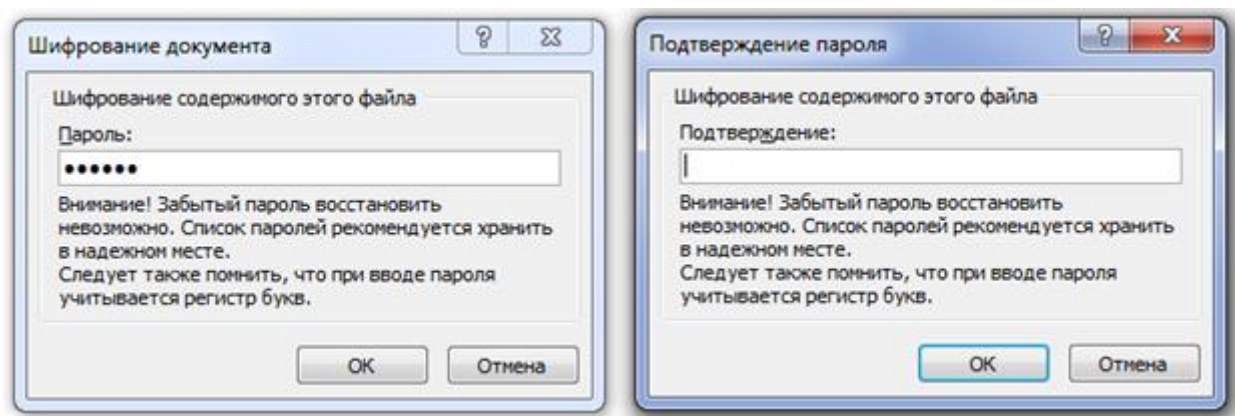 Шифрование документа
Шифрование содержимого этого файла
Пароль:
••••••
Внимание! Забытый пароль восстановить
невозможно. Список паролей рекомендуется хранить
в надежном месте.
Следует также помнить, что при вводе пароля
учитывается регистр букв.
ОК
Отмена
Подтверждение пароля
Шифрование содержимого этого файла
Подтверждение:
Внимание! Забытый пароль восстановить
невозможно. Список паролей рекомендуется хранить
в надежном месте.
Следует также помнить, что при вводе пароля
учитывается регистр букв.
ОК
Отмена